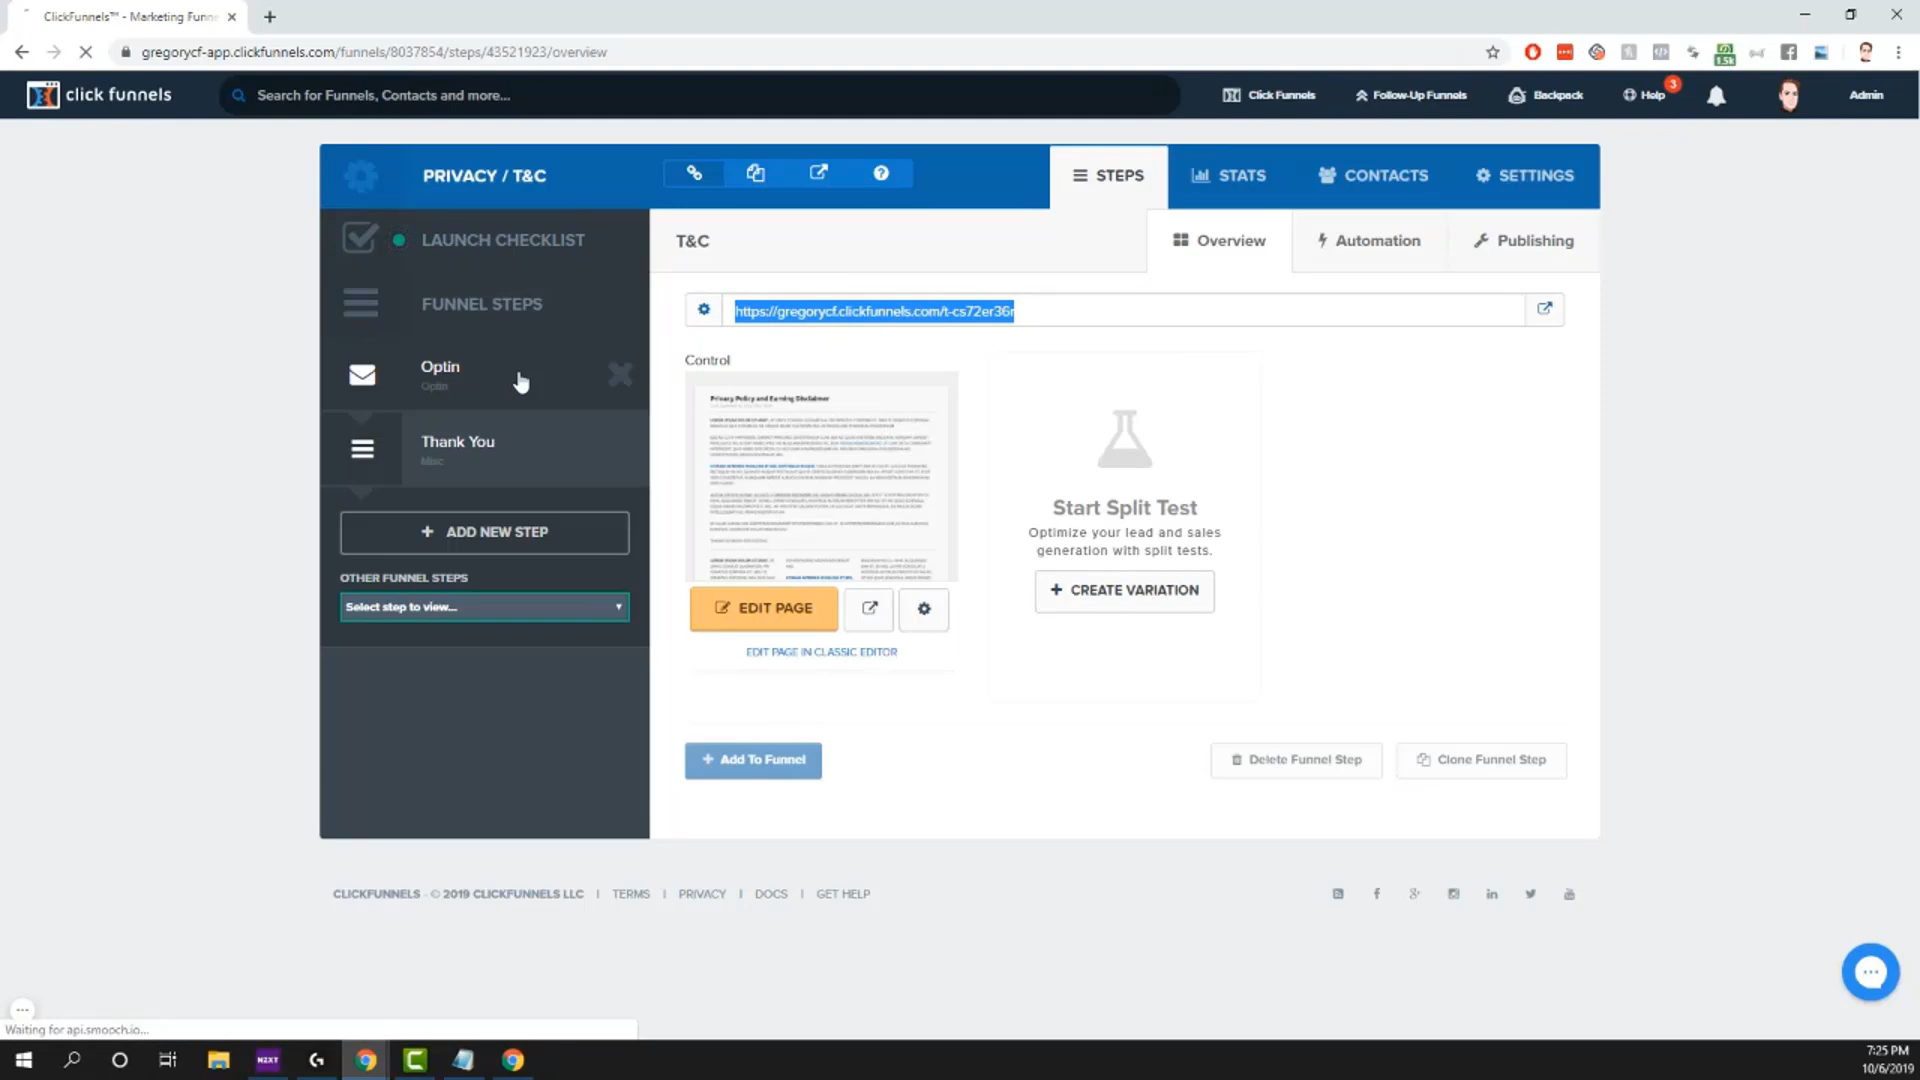 ClickFunnels™ - Marketing Funne
gregorycf-app.clickfunnels.com/funnels/8037854/steps/43521923/overview
1.5k
click funnels
Search for Funnels, Contacts and more...
Click Funnels
Follow-Up Funnels
Backpack
Help
3
Admin
PRIVACY / T&C
STEPS
STATS
CONTACTS
SETTINGS
LAUNCH CHECKLIST
T&C
Overview
Automation
Publishing
FUNNEL STEPS
https://gregorycf.clickfunnels.com/t-cs72er36r
Optin
Optin
Control
Privacy Policy and Earning Disclaimer
Thank You
Misc
Start Split Test
Optimize your lead and sales
generation with split tests.
ADD NEW STEP
OTHER FUNNEL STEPS
Select step to view...
CREATE VARIATION
EDIT PAGE
EDIT PAGE IN CLASSIC EDITOR
Add To Funnel
Delete Funnel Step
Clone Funnel Step
CLICKFUNNELS - © 2019 CLICKFUNNELS LLC | TERMS | PRIVACY | DOCS | GET HELP
Waiting for api.smooch.io...
NZXT
7:25 PM
10/6/2019